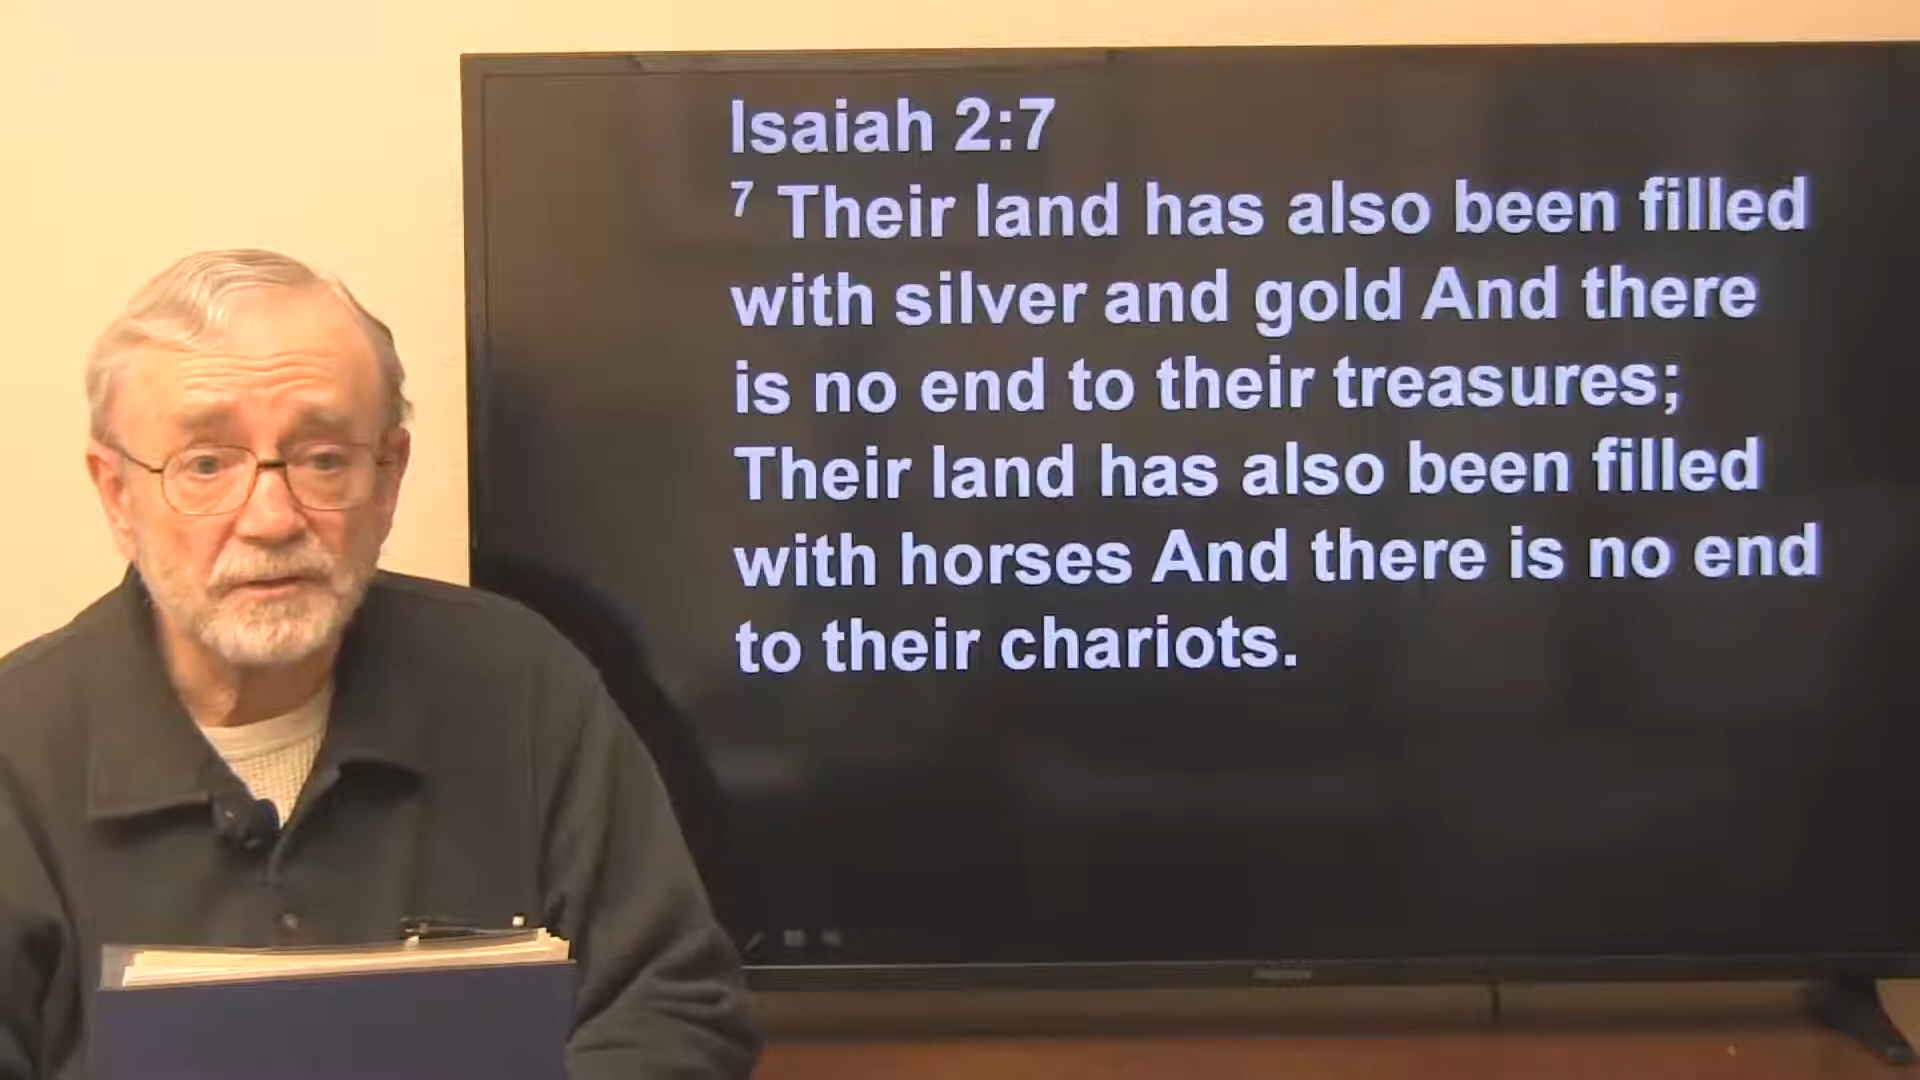 Isaiah 2:7
7 Their land has also been filled
with silver and gold And there
is no end to their treasures;
Their land has also been filled
with horses And there is no end
to their chariots.